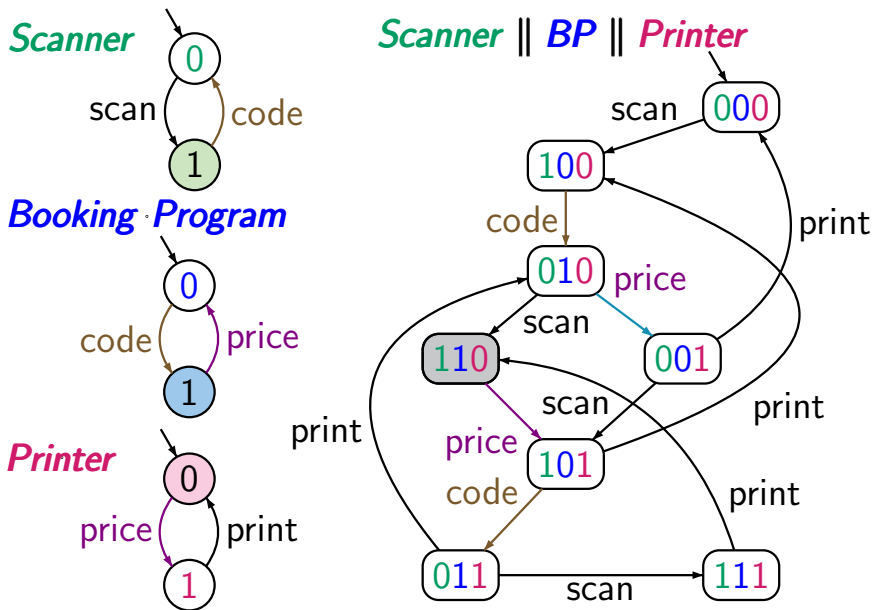 Scanner
0
scan
code
1
Booking Program
0
code
price
1
Printer
0
price
print
1
Scanner || BP || Printer
000
scan
100
code
print
010
price
scan
110
001
scan
print
print
price
101
code
print
011
scan
111